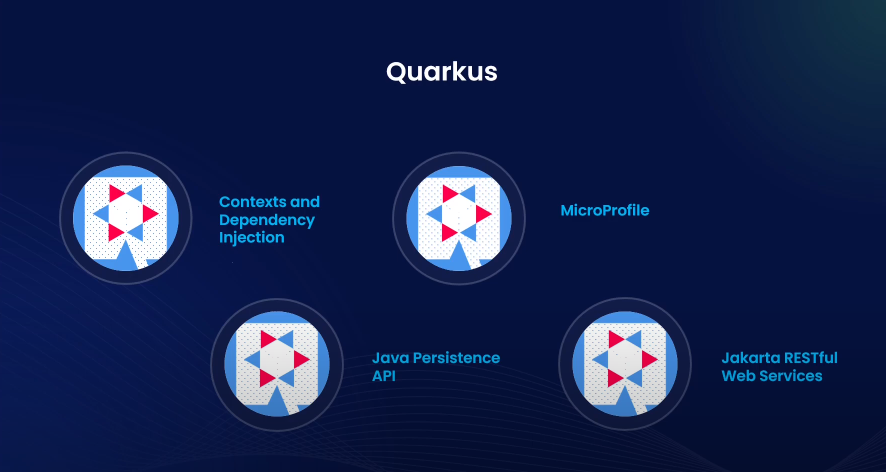 Quarkus
Contexts and
Dependency
Injection
MicroProfile
Java Persistence
API
Jakarta RESTful
Web Services